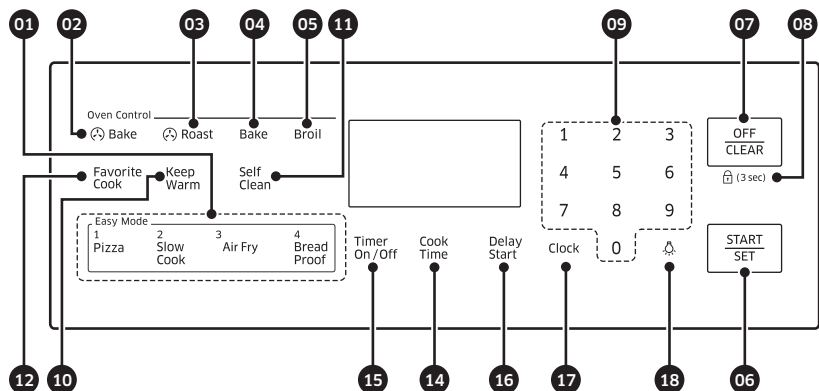 01 02 03 04 05 11 09 07 08
Oven Control
Bake Roast Bake Broil
Favorite Cook
Keep Warm
Self Clean
Easy Mode
1 Pizza
2 Slow Cook
3 Air Fry
4 Bread Proof
Timer On/Off
Cook Time
Delay Start
Clock
1 2 3
4 5 6
7 8 9
0
OFF
CLEAR
(3 sec)
START
SET
12 10 15 14 16 17 18 06